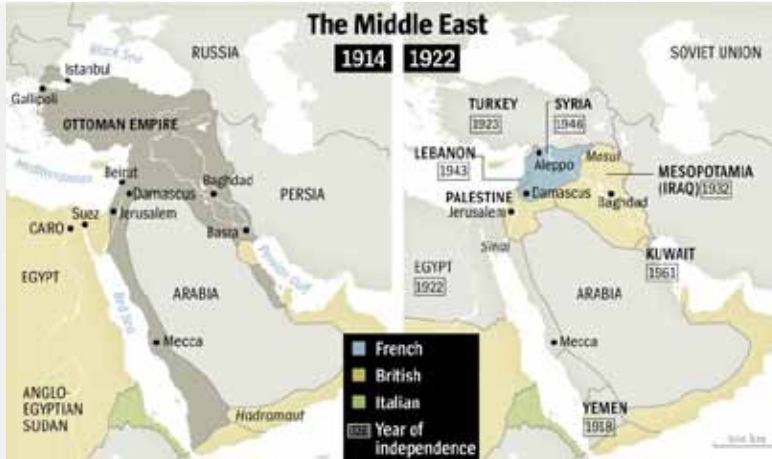 The Middle East
1914
1922
Black Sea
RUSSIA
Istanbul
Gallipoli
OTTOMAN EMPIRE
Mediterranean
Beirut
Damascus
Baghdad
PERSIA
Suez
Jerusalem
CARO
Basra
Persian Gulf
EGYPT
Red Sea
ARABIA
Mecca
ANGLO-
EGYPTIAN
SUDAN
Hadramaut
SOVIET UNION
TURKEY
1923
SYRIA
1946
LEBANON
1943
Aleppo
Mosul
MESOPOTAMIA
(IRAQ) 1932
PALESTINE
Damascus
Jerusalem
Baghdad
Sinai
KUWAIT
1961
EGYPT
1922
ARABIA
Mecca
YEMEN
1918
French
British
Italian
Year of
independence